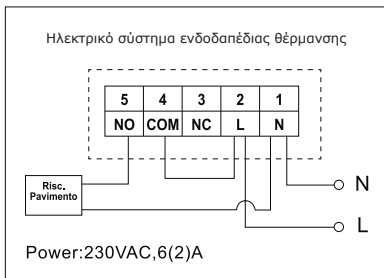 Ηλεκτρικό σύστημα ενδοδαπέδιας θέρμανσης
5 4 3 2 1
NO COM NC L N
Risc.
Pavimento
N
L
Power:230VAC,6(2)A